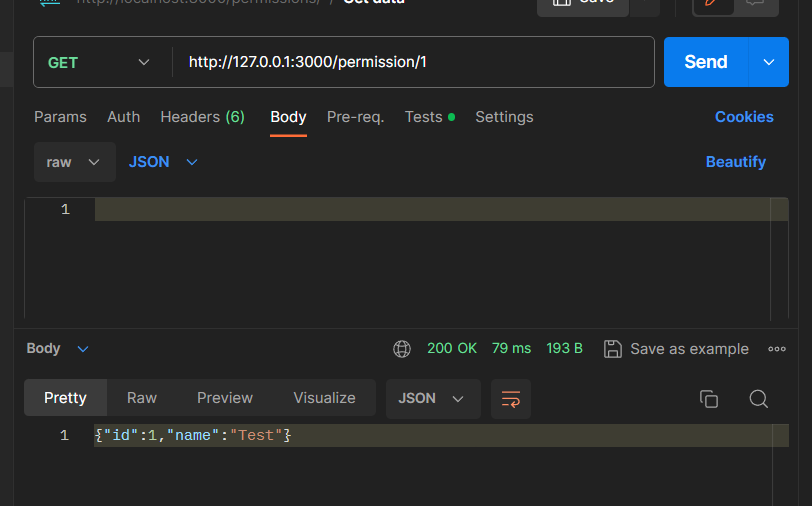 http://localhost:3000/permissions/ / Get data Save
GET http://127.0.0.1:3000/permission/1 Send
Params Auth Headers (6) Body Pre-req. Tests Settings Cookies
raw JSON Beautify
1
Body 200 OK 79 ms 193 B Save as example
Pretty Raw Preview Visualize JSON
1 {"id":1,"name":"Test"}